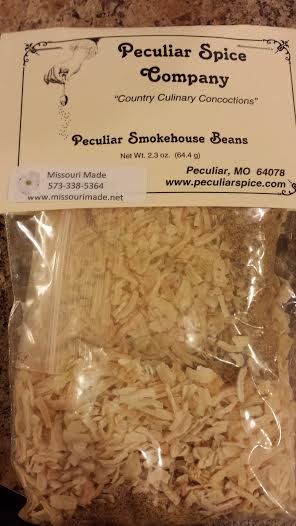 Peculiar Spice
Company
"Country Culinary Concoctions"
Peculiar Smokehouse Beans
Net Wt. 2.3 oz. (64.4 g)
Missouri Made
573-338-5364
www.missourimade.net
Peculiar, MO 64078
www.peculiarspice.com